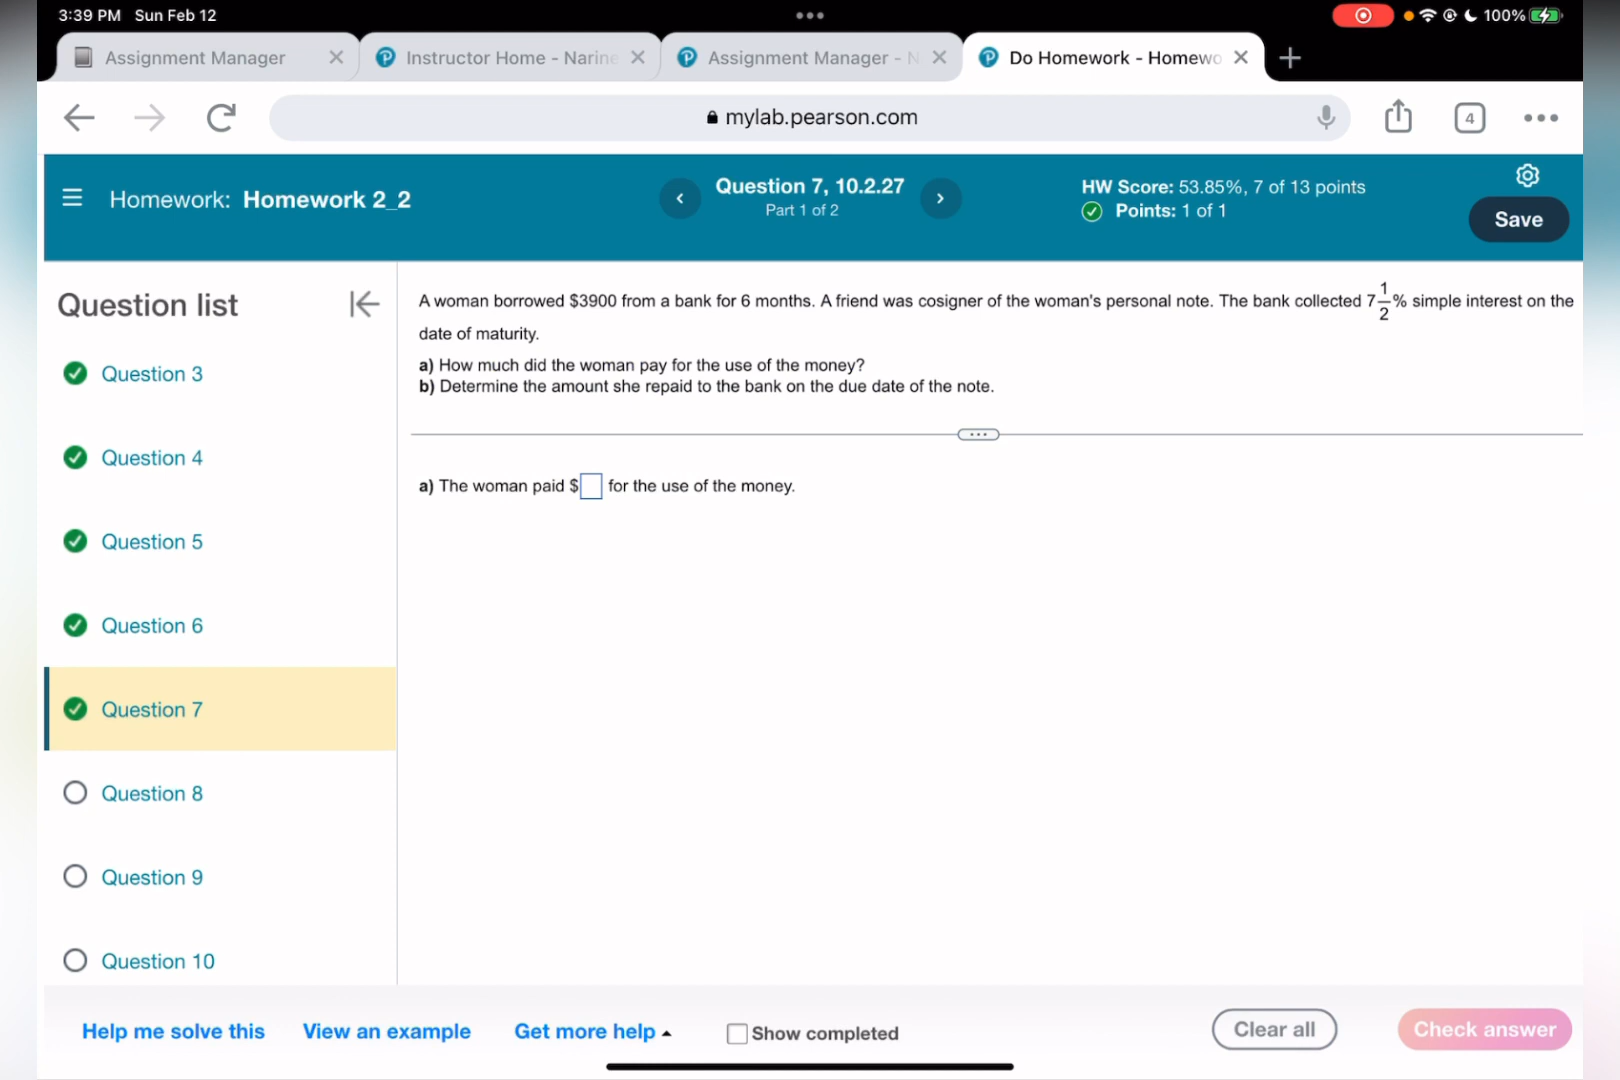 3:39 PM Sun Feb 12
100%
Assignment Manager
Instructor Home - Narine
Assignment Manager - N
Do Homework - Homewo
mylab.pearson.com
4
Homework: Homework 2_2
Question 7, 10.2.27
Part 1 of 2
HW Score: 53.85%, 7 of 13 points
Points: 1 of 1
Save
Question list
Question 3
Question 4
Question 5
Question 6
Question 7
Question 8
Question 9
Question 10
A woman borrowed $3900 from a bank for 6 months. A friend was cosigner of the woman's personal note. The bank collected 7 1/2 % simple interest on the
date of maturity.
a) How much did the woman pay for the use of the money?
b) Determine the amount she repaid to the bank on the due date of the note.
a) The woman paid $ for the use of the money.
Help me solve this
View an example
Get more help
Show completed
Clear all
Check answer